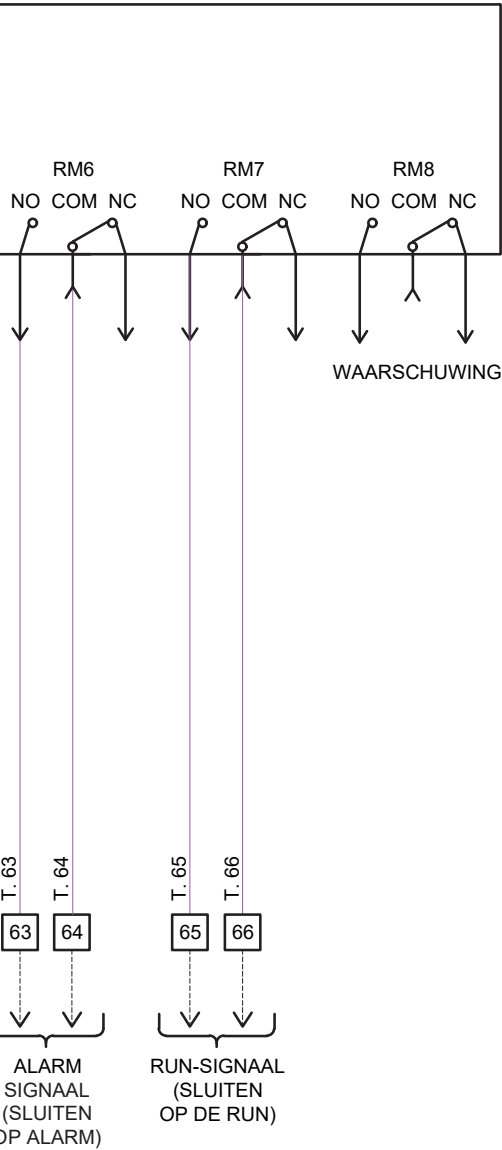 RM6 RM7 RM8
NO COM NC NO COM NC NO COM NC
WAARSCHUWING
T. 63 T. 64 T. 65 T. 66
63 64 65 66
ALARM
SIGNAAL
(SLUITEN
OP ALARM)
RUN-SIGNAAL
(SLUITEN
OP DE RUN)